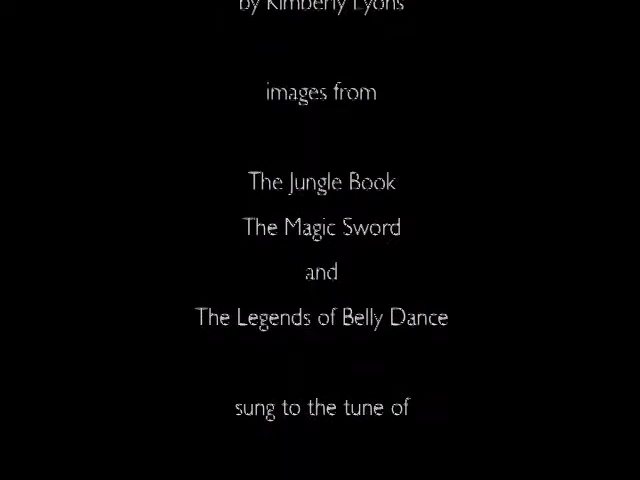 by Kimberly Lyons
images from
The Jungle Book
The Magic Sword
and
The Legends of Belly Dance
sung to the tune of